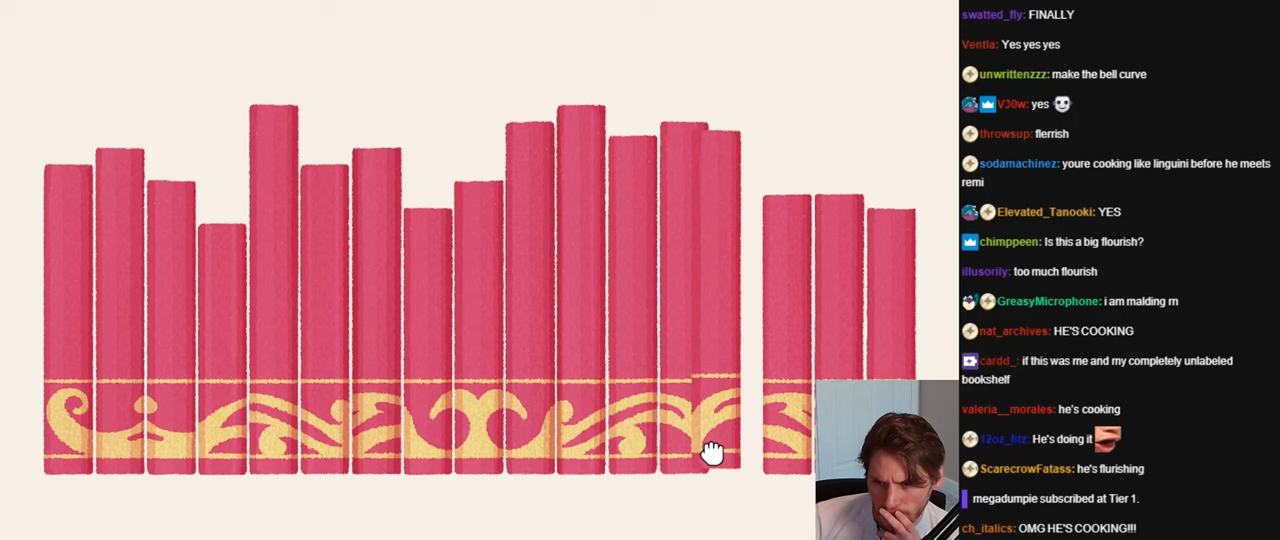 swatted_fly: FINALLY
Ventla: Yes yes yes
unwrittenzzz: make the bell curve
V30w: yes
throwsup: flerrish
sodamachinez: youre cooking like linguini before he meets
remi
Elevated_Tanooki: YES
chimppeen: Is this a big flourish?
illusorily: too much flourish
GreasyMicrophone: i am malding rn
nat_archives: HE'S COOKING
cardd_: if this was me and my completely unlabeled
bookshelf
valeria__morales: he's cooking
12oz_fitz: He's doing it
ScarecrowFatass: he's flurishing
megadumpie subscribed at Tier 1.
ch_italics: OMG HE'S COOKING!!!